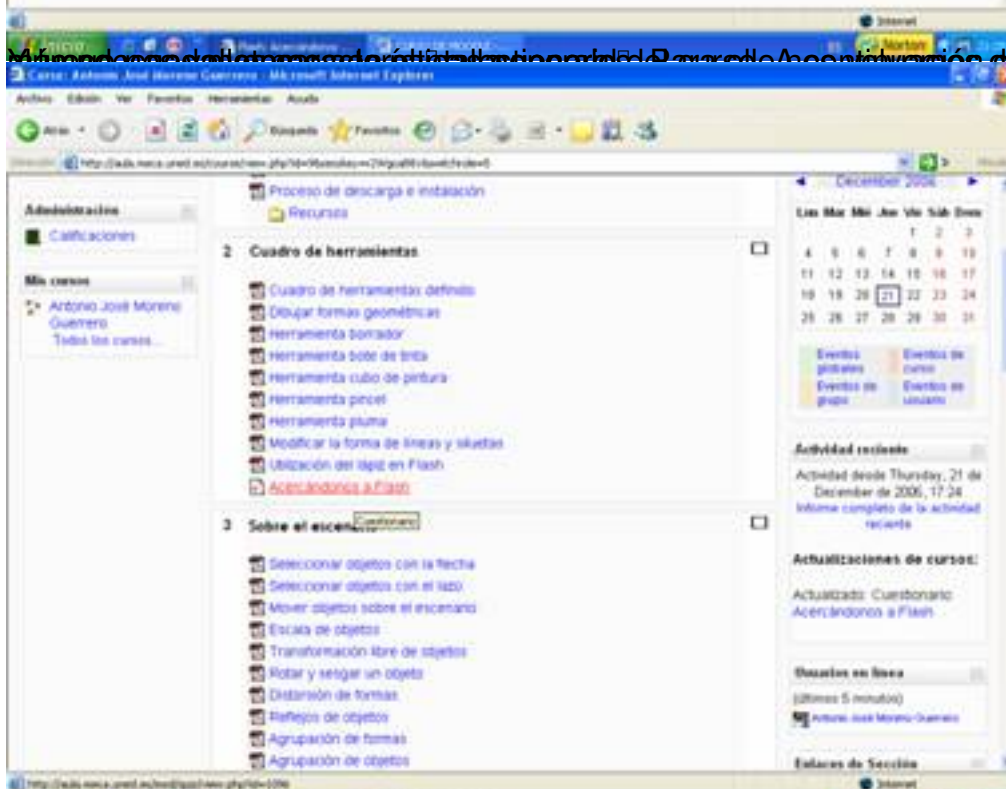 Internet
Inicio
Norton
Curso: Antonio José Moreno Guerrero - Microsoft Internet Explorer
Archivo Edición Ver Favoritos Herramientas Ayuda
Atrás Búsqueda Favoritos
Administración
Calificaciones
Mis cursos
Antonio José Moreno Guerrero
Todos los cursos...
Proceso de descarga e instalación
Recursos
2 Cuadro de herramientas
Cuadro de herramientas definido
Dibujar formas geométricas
Herramienta borrador
Herramienta bote de tinta
Herramienta cubo de pintura
Herramienta pincel
Herramienta pluma
Modificar la forma de líneas y siluetas
Utilización del lápiz en Flash
Acercándonos a Flash
Cuestionario
3 Sobre el
Seleccionar objetos con la flecha
Seleccionar objetos con el lazo
Mover objetos sobre el escenario
Escala de objetos
Transformación libre de objetos
Rotar y sesgar un objeto
Distorsión de formas
Reflejos de objetos
Agrupación de formas
Agrupación de objetos
December 2006
Lun Mar Mié Jue Vie Sáb Dom
1 2 3
4 5 6 7 8 9 10
11 12 13 14 15 16 17
18 19 20 21 22 23 24
25 26 27 28 29 30 31
Eventos globales
Eventos de curso
Eventos de grupo
Eventos de usuario
Actividad reciente
Actividad desde Thursday, 21 de
December de 2006, 17:24
Informe completo de la actividad
reciente
Actualizaciones de cursos:
Actualizado: Cuestionario
Acercándonos a Flash
Usuarios en línea
(últimos 5 minutos)
Antonio José Moreno Guerrero
Enlaces de Sección
Internet